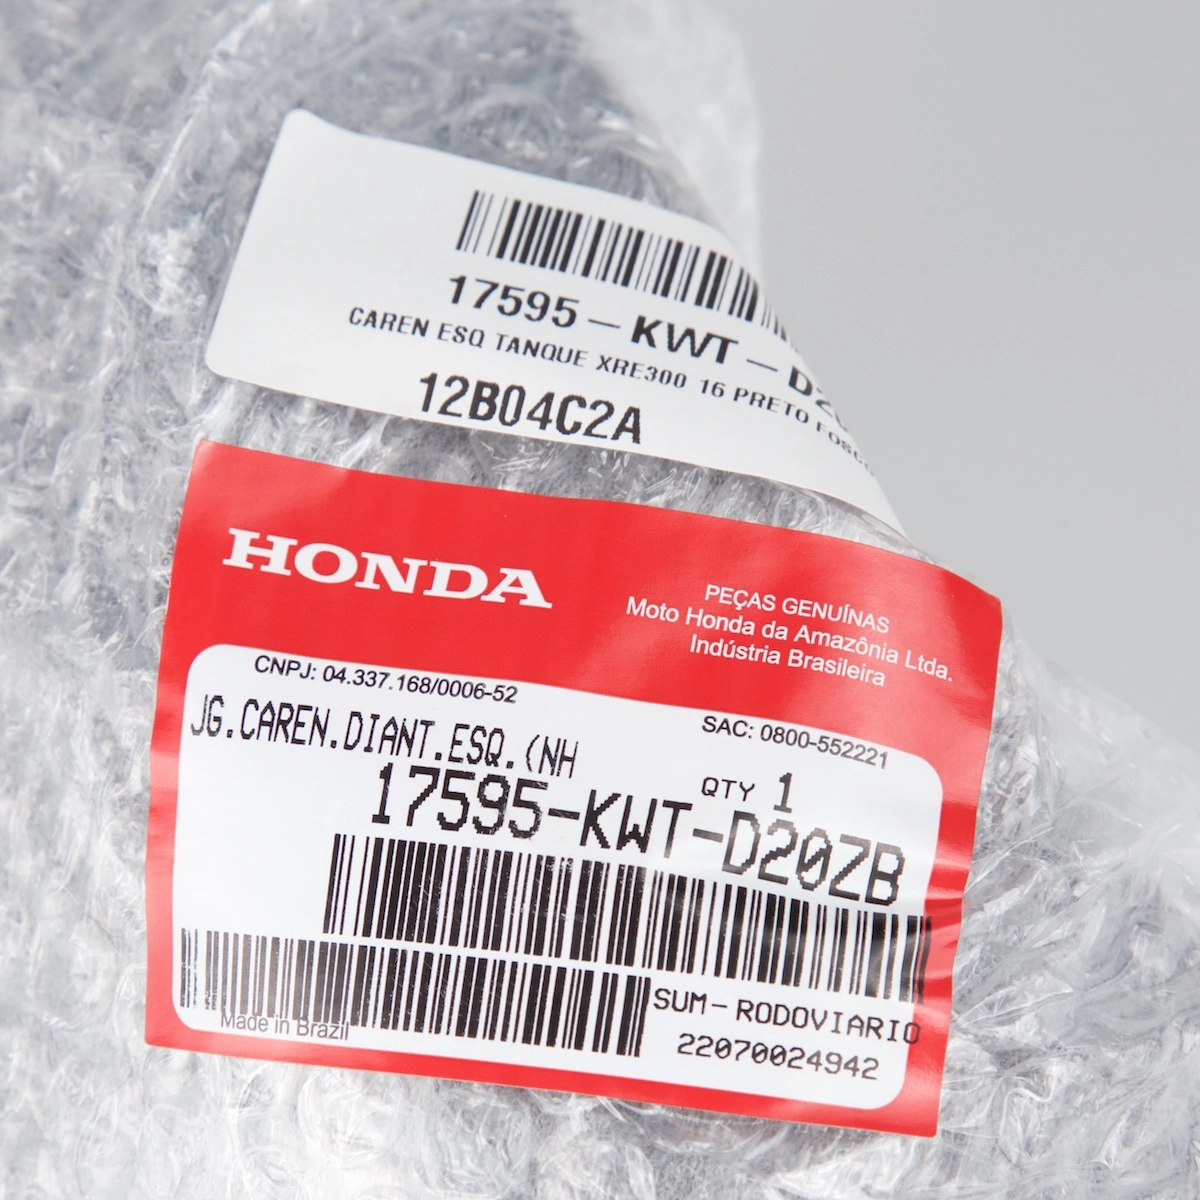 17595-KWT-D20
CAREN ESQ TANQUE XRE300 16 PRETO FOSCO
12B04C2A
HONDA
PEÇAS GENUÍNAS
Moto Honda da Amazônia Ltda.
Indústria Brasileira
CNPJ: 04.337.168/0006-52
SAC: 0800-552221
JG.CAREN.DIANT.ESQ.(NH
QTY 1
17595-KWT-D20ZB
SUM-RODOVIARIO
22070024942
Made in Brazil